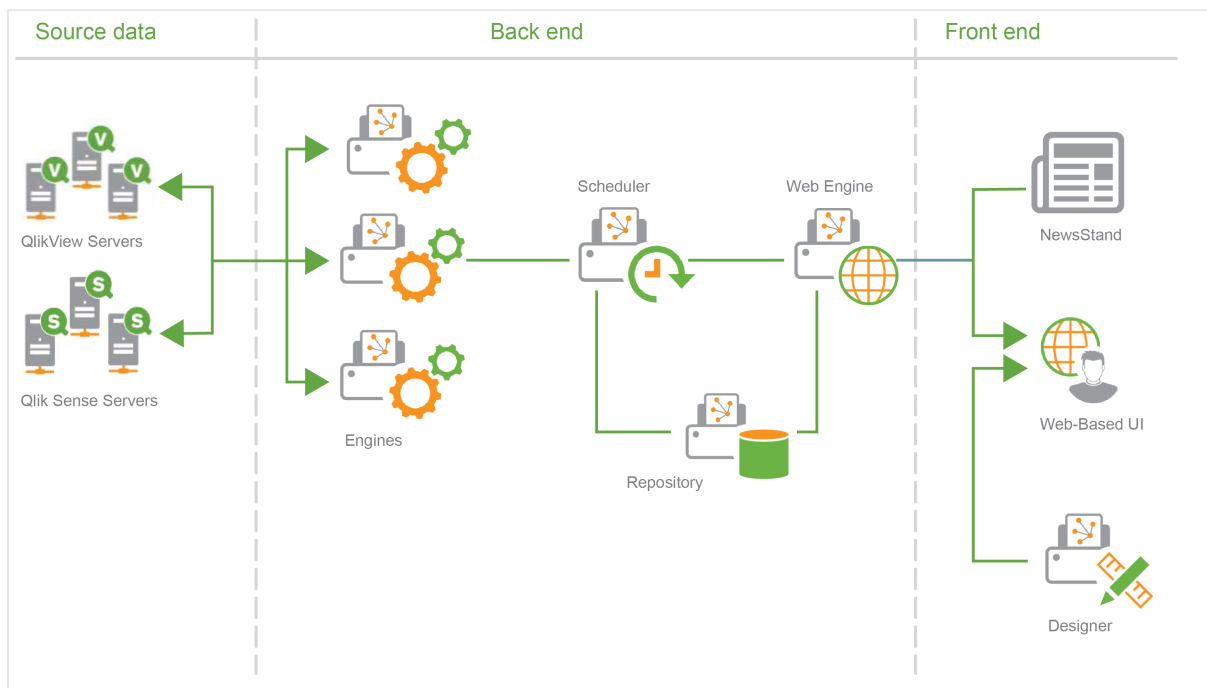 Source data
Back end
Front end
V
V
V
QlikView Servers
S
S
S
Qlik Sense Servers
Engines
Scheduler
Web Engine
Repository
NewsStand
Web-Based UI
Designer